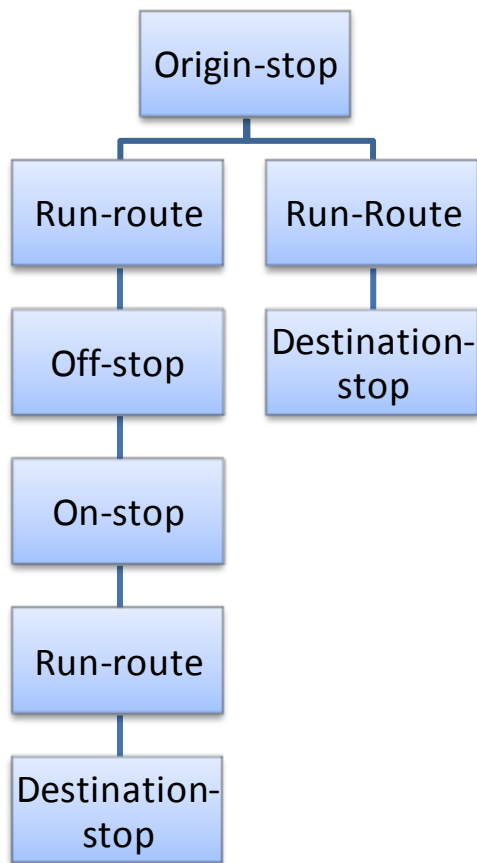 Origin-stop
Run-route
Run-Route
Off-stop
Destination-
stop
On-stop
Run-route
Destination-
stop